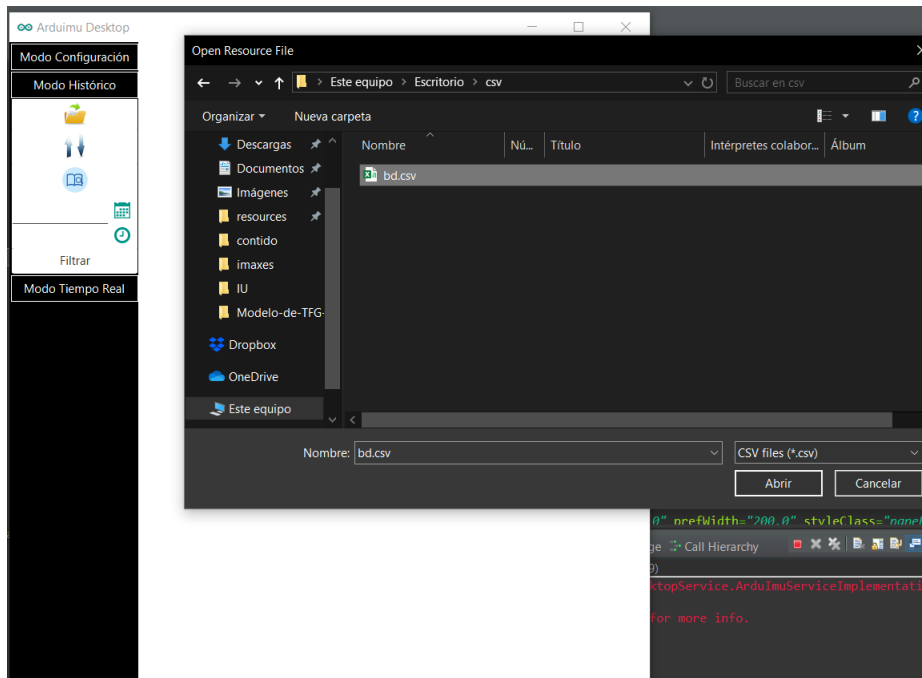 Arduimu Desktop
Modo Configuración
Modo Histórico
Filtrar
Modo Tiempo Real
Open Resource File
Este equipo > Escritorio > csv
Buscar en csv
Organizar
Nueva carpeta
?
Descargas
Documentos
Imágenes
resources
contido
imaxes
IU
Modelo-de-TFG-
Dropbox
OneDrive
Este equipo
Nombre
Nú...
Título
Intérpretes colabor...
Álbum
bd.csv
Nombre: bd.csv
CSV files (*.csv)
Abrir
Cancelar
0" prefWidth="200.0" styleClass="panel
ge Call Hierarchy
9)
ktopService.ArduImuServiceImplementati
for more info.